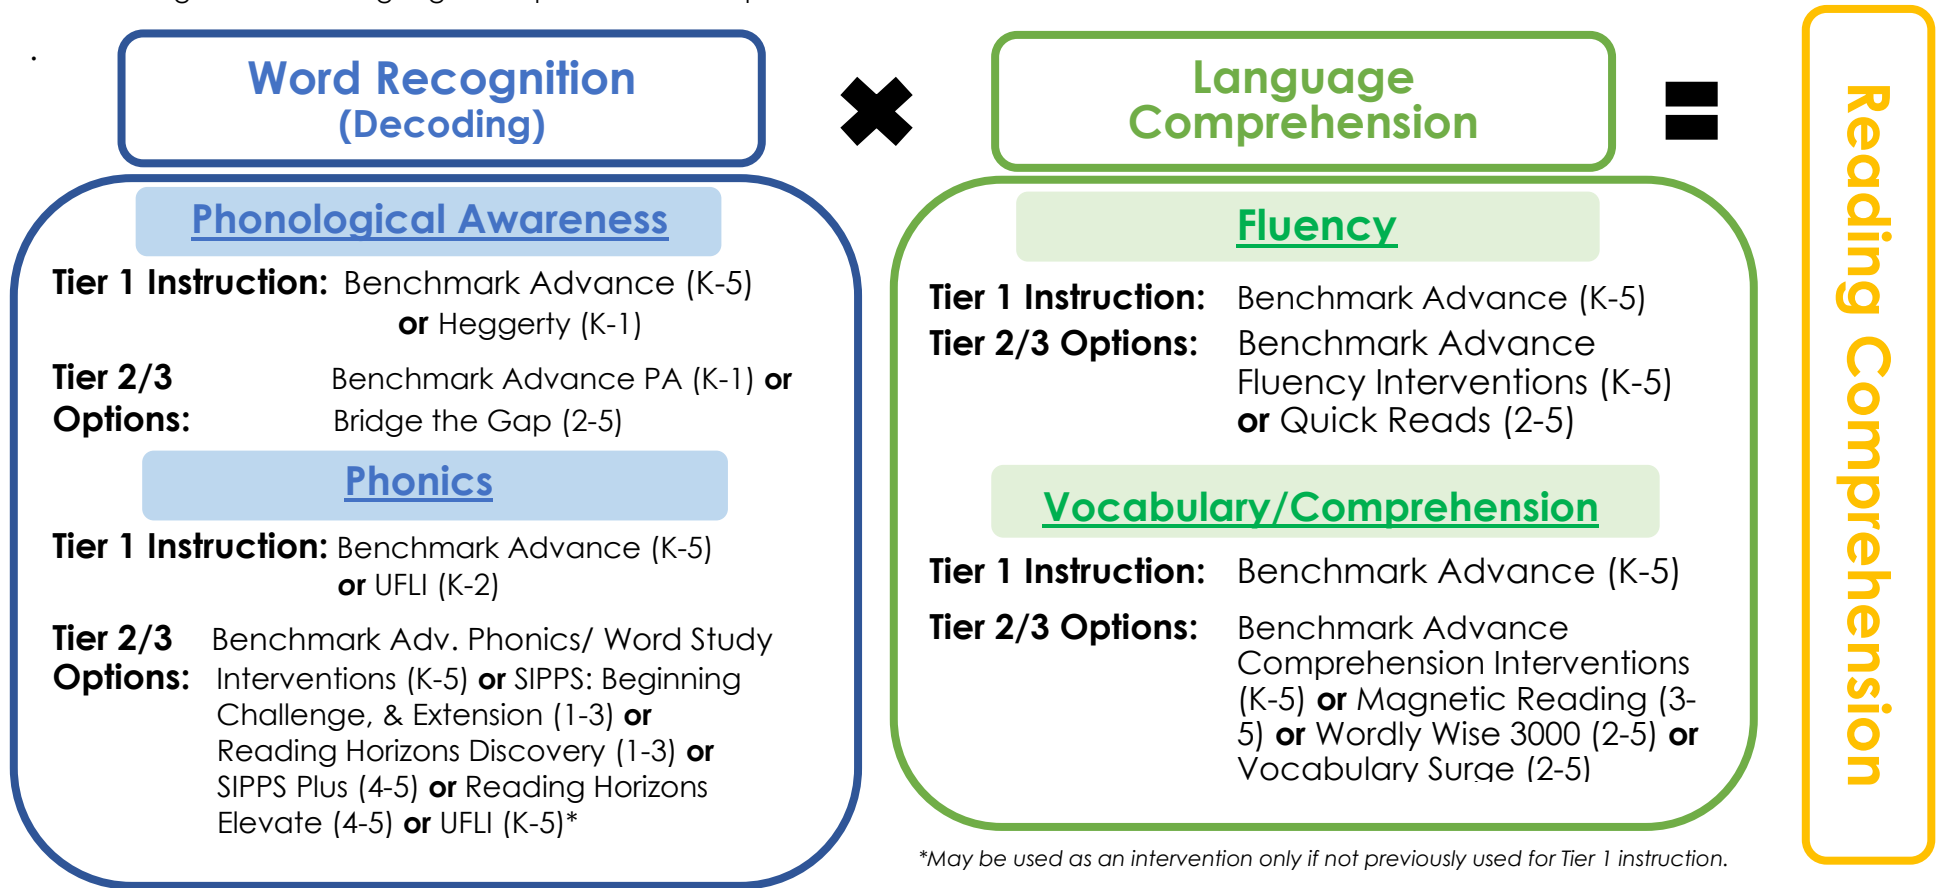 .
Word Recognition
(Decoding)
Phonological Awareness
Tier 1 Instruction: Benchmark Advance (K-5)
or Heggerty (K-1)
Tier 2/3 Benchmark Advance PA (K-1) or
Options: Bridge the Gap (2-5)
Phonics
Tier 1 Instruction: Benchmark Advance (K-5)
or UFLI (K-2)
Tier 2/3 Benchmark Adv. Phonics/ Word Study
Options: Interventions (K-5) or SIPPS: Beginning
Challenge, & Extension (1-3) or
Reading Horizons Discovery (1-3) or
SIPPS Plus (4-5) or Reading Horizons
Elevate (4-5) or UFLI (K-5)*
✖
Language
Comprehension
Fluency
Tier 1 Instruction: Benchmark Advance (K-5)
Tier 2/3 Options: Benchmark Advance
Fluency Interventions (K-5)
or Quick Reads (2-5)
Vocabulary/Comprehension
Tier 1 Instruction: Benchmark Advance (K-5)
Tier 2/3 Options: Benchmark Advance
Comprehension Interventions
(K-5) or Magnetic Reading (3-
5) or Wordly Wise 3000 (2-5) or
Vocabulary Surge (2-5)
*May be used as an intervention only if not previously used for Tier 1 instruction.
=
Reading Comprehension